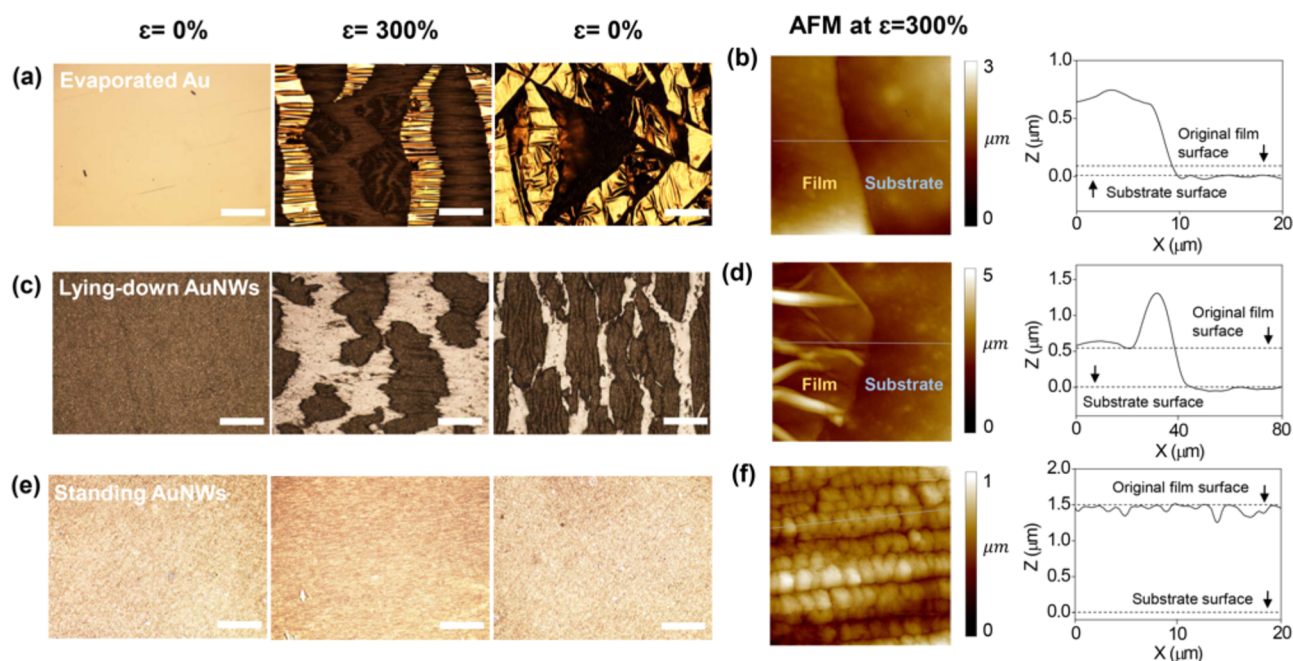 ε= 0%
ε= 300%
ε= 0%
AFM at ε=300%
(a)
Evaporated Au
(b)
3
μm
0
Film
Substrate
1.0
0.5
0.0
Z (μm)
Original film
surface
Substrate surface
0
10
20
X (μm)
(c)
Lying-down AuNWs
(d)
5
μm
0
Film
Substrate
1.5
1.0
0.5
0.0
Z (μm)
Original film
surface
Substrate surface
0
40
80
X (μm)
(e)
Standing AuNWs
(f)
1
μm
0
2.0
1.5
1.0
0.5
0.0
Z (μm)
Original film surface
Substrate surface
0
10
20
X (μm)